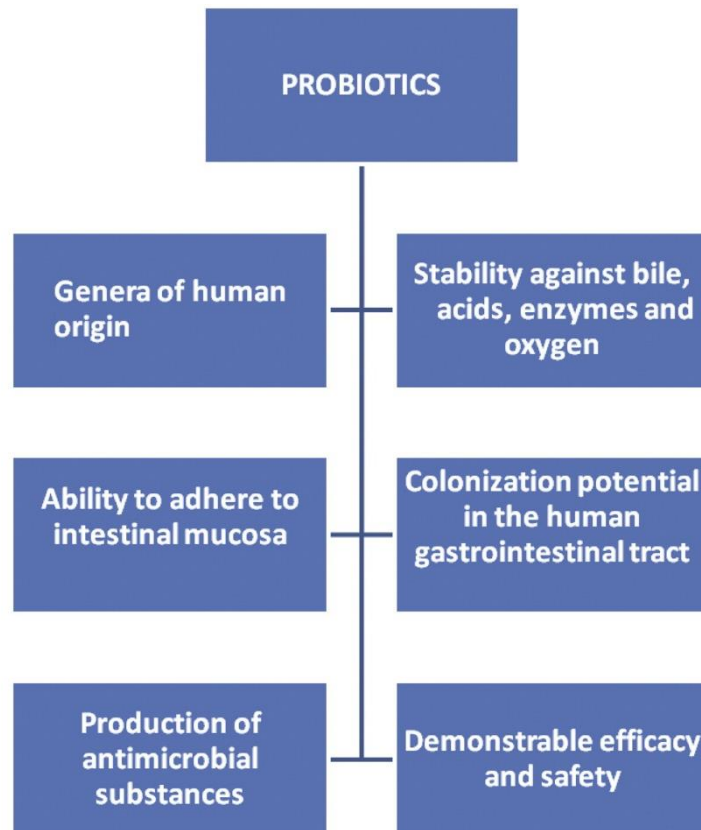 PROBIOTICS
Genera of human
origin
Stability against bile,
acids, enzymes and
oxygen
Ability to adhere to
intestinal mucosa
Colonization potential
in the human
gastrointestinal tract
Production of
antimicrobial
substances
Demonstrable efficacy
and safety